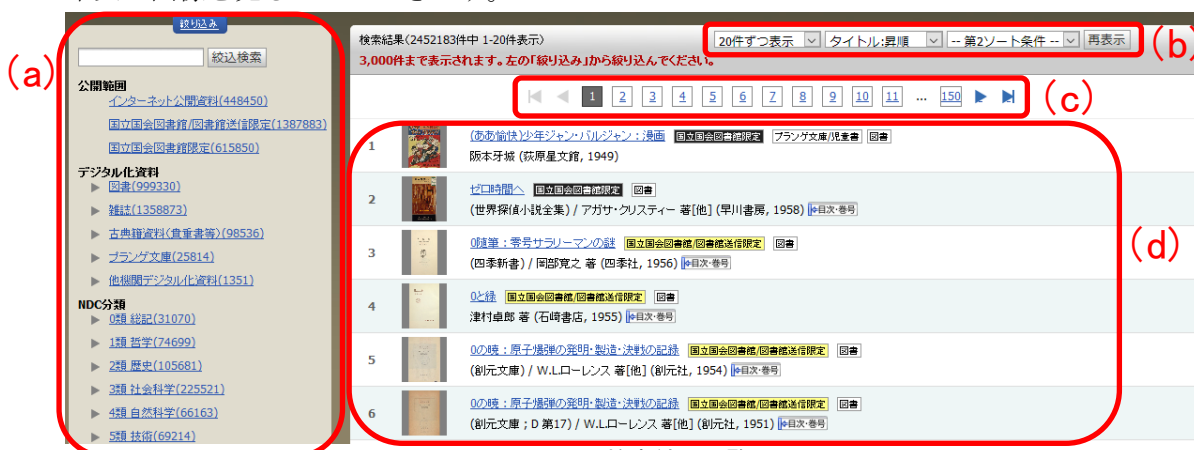 絞り込み
絞込検索
(a)
公開範囲
インターネット公開資料(448450)
国立国会図書館/図書館送信限定(1387883)
国立国会図書館限定(615850)
デジタル化資料
▶ 図書(999330)
▶ 雑誌(1358873)
▶ 古典籍資料(貴重書等)(98536)
▶ プランゲ文庫(25814)
▶ 他機関デジタル化資料(1351)
NDC分類
▶ 0類 総記(31070)
▶ 1類 哲学(74699)
▶ 2類 歴史(105681)
▶ 3類 社会科学(225521)
▶ 4類 自然科学(66163)
▶ 5類 技術(69214)
検索結果(2452183件中 1-20件表示)
20件ずつ表示 タイトル:昇順 -- 第2ソート条件 -- 再表示
(b)
3,000件まで表示されます。左の「絞り込み」から絞り込んでください。
1 2 3 4 5 6 7 8 9 10 11 ... 150
(c)
1 (ああ愉快)少年ジャン・バルジャン : 漫画 国立国会図書館限定 プランゲ文庫/児童書 図書
阪本牙城 (荻原星文館, 1949)
2 ゼロ時間へ 国立国会図書館限定 図書
(世界探偵小説全集) / アガサ・クリスティー 著[他] (早川書房, 1958) 目次・巻号
3 0随筆 : 零号サラリーマンの謎 国立国会図書館/図書館送信限定 図書
(四季新書) / 岡部寛之 著 (四季社, 1956) 目次・巻号
(d)
4 0と縁 国立国会図書館/図書館送信限定 図書
津村卓郎 著 (石崎書店, 1955) 目次・巻号
5 0の暁 : 原子爆弾の発明・製造・決戦の記録 国立国会図書館/図書館送信限定 図書
(創元文庫) / W.L.ローレンス 著[他] (創元社, 1954) 目次・巻号
6 0の暁 : 原子爆弾の発明・製造・決戦の記録 国立国会図書館/図書館送信限定 図書
(創元文庫 ; D 第17) / W.L.ローレンス 著[他] (創元社, 1951) 目次・巻号